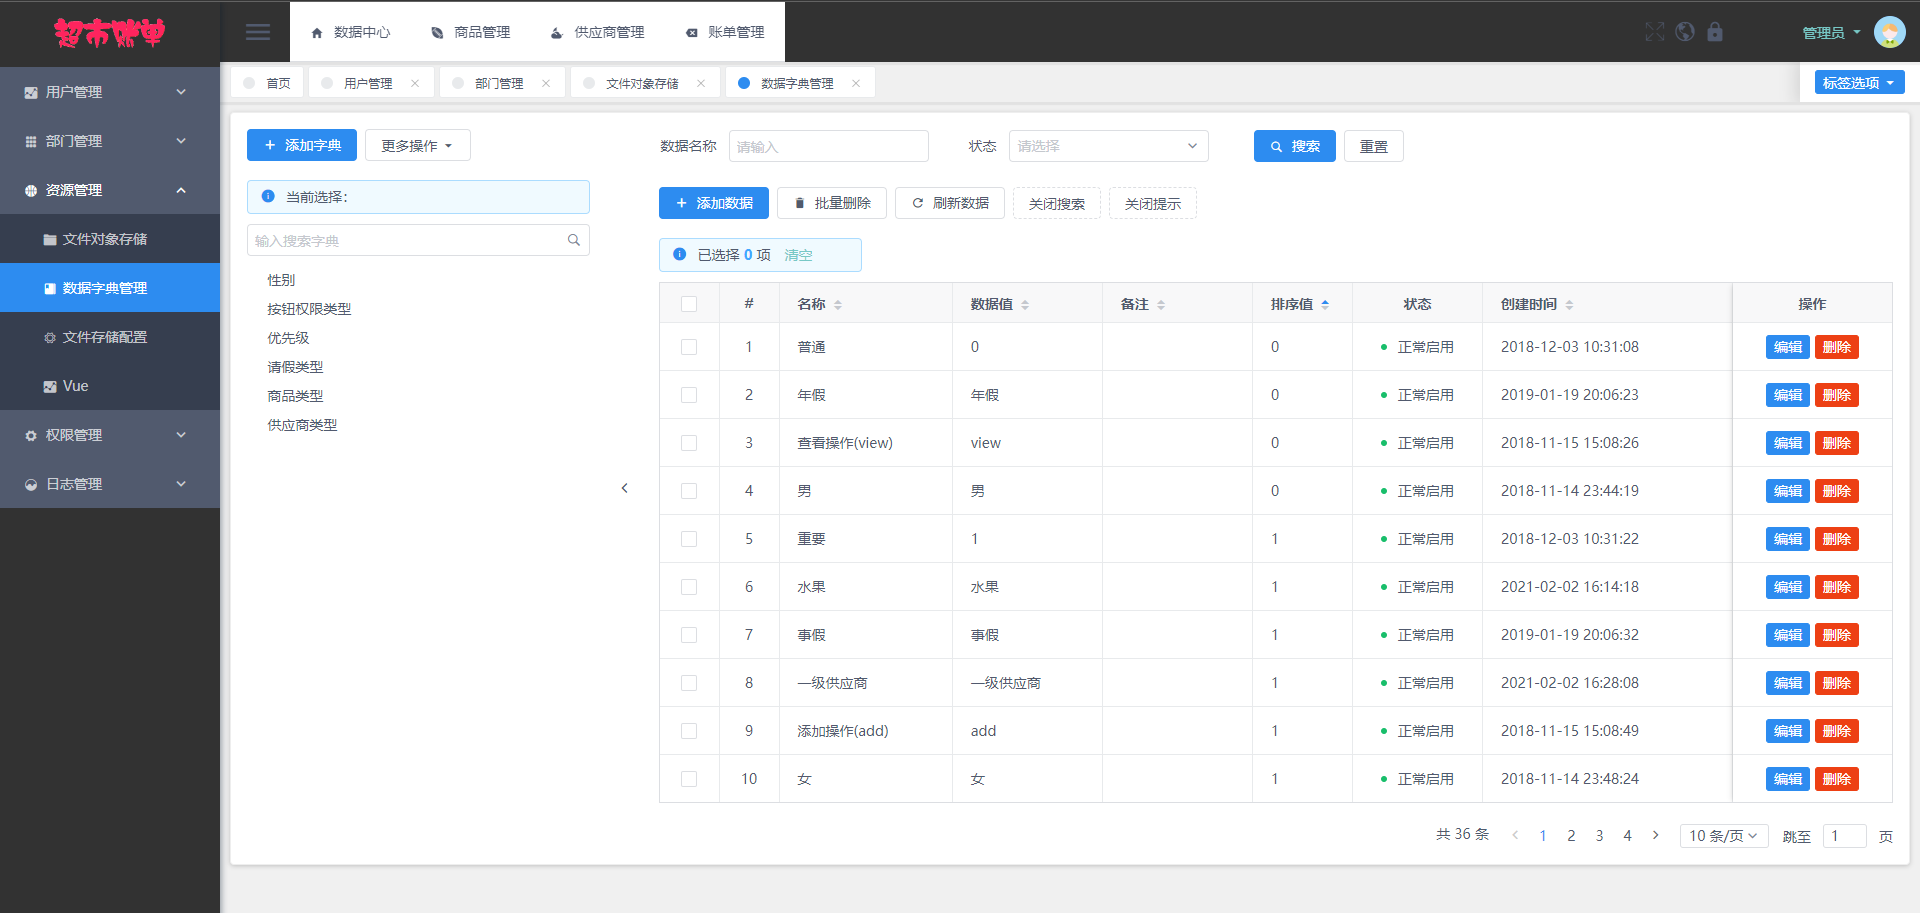 超市账单
数据中心
商品管理
供应商管理
账单管理
管理员
首页
用户管理
部门管理
文件对象存储
数据字典管理
标签选项
用户管理
部门管理
资源管理
文件对象存储
数据字典管理
文件存储配置
Vue
权限管理
日志管理
添加字典
更多操作
当前选择：
输入搜索字典
性别
按钮权限类型
优先级
请假类型
商品类型
供应商类型
数据名称 请输入 状态 请选择 搜索 重置
添加数据 批量删除 刷新数据 关闭搜索 关闭提示
已选择 0 项 清空
# 名称 数据值 备注 排序值 状态 创建时间 操作
1 普通 0 0 正常启用 2018-12-03 10:31:08 编辑 删除
2 年假 年假 0 正常启用 2019-01-19 20:06:23 编辑 删除
3 查看操作(view) view 0 正常启用 2018-11-15 15:08:26 编辑 删除
4 男 男 0 正常启用 2018-11-14 23:44:19 编辑 删除
5 重要 1 1 正常启用 2018-12-03 10:31:22 编辑 删除
6 水果 水果 1 正常启用 2021-02-02 16:14:18 编辑 删除
7 事假 事假 1 正常启用 2019-01-19 20:06:32 编辑 删除
8 一级供应商 一级供应商 1 正常启用 2021-02-02 16:28:08 编辑 删除
9 添加操作(add) add 1 正常启用 2018-11-15 15:08:49 编辑 删除
10 女 女 1 正常启用 2018-11-14 23:48:24 编辑 删除
共 36 条 1 2 3 4 10 条/页 跳至 1 页